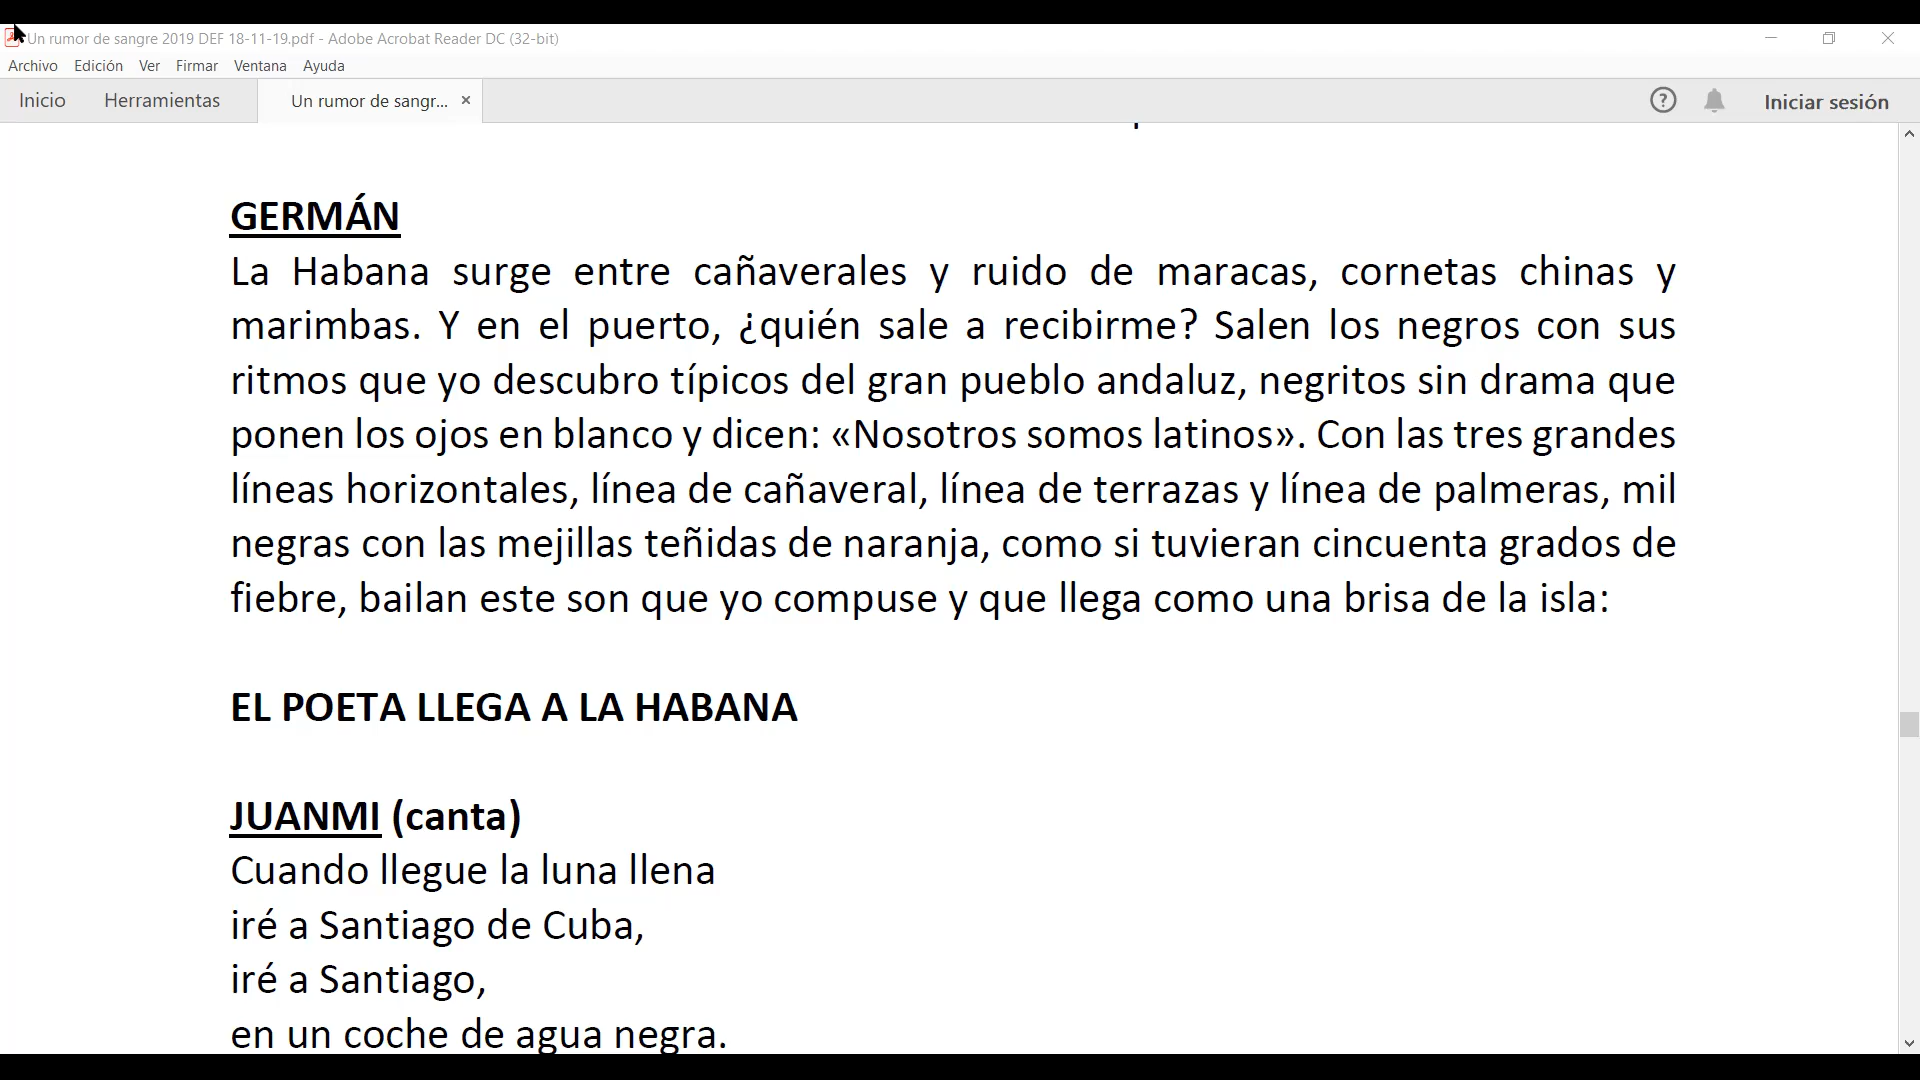 Un rumor de sangre 2019 DEF 18-11-19.pdf - Adobe Acrobat Reader DC (32-bit)
Archivo Edición Ver Firmar Ventana Ayuda
Inicio Herramientas Un rumor de sangr... × ? Iniciar sesión
GERMÁN
La Habana surge entre cañaverales y ruido de maracas, cornetas chinas y
marimbas. Y en el puerto, ¿quién sale a recibirme? Salen los negros con sus
ritmos que yo descubro típicos del gran pueblo andaluz, negritos sin drama que
ponen los ojos en blanco y dicen: «Nosotros somos latinos». Con las tres grandes
líneas horizontales, línea de cañaveral, línea de terrazas y línea de palmeras, mil
negras con las mejillas teñidas de naranja, como si tuvieran cincuenta grados de
fiebre, bailan este son que yo compuse y que llega como una brisa de la isla:
EL POETA LLEGA A LA HABANA
JUANMI (canta)
Cuando llegue la luna llena
iré a Santiago de Cuba,
iré a Santiago,
en un coche de agua negra.